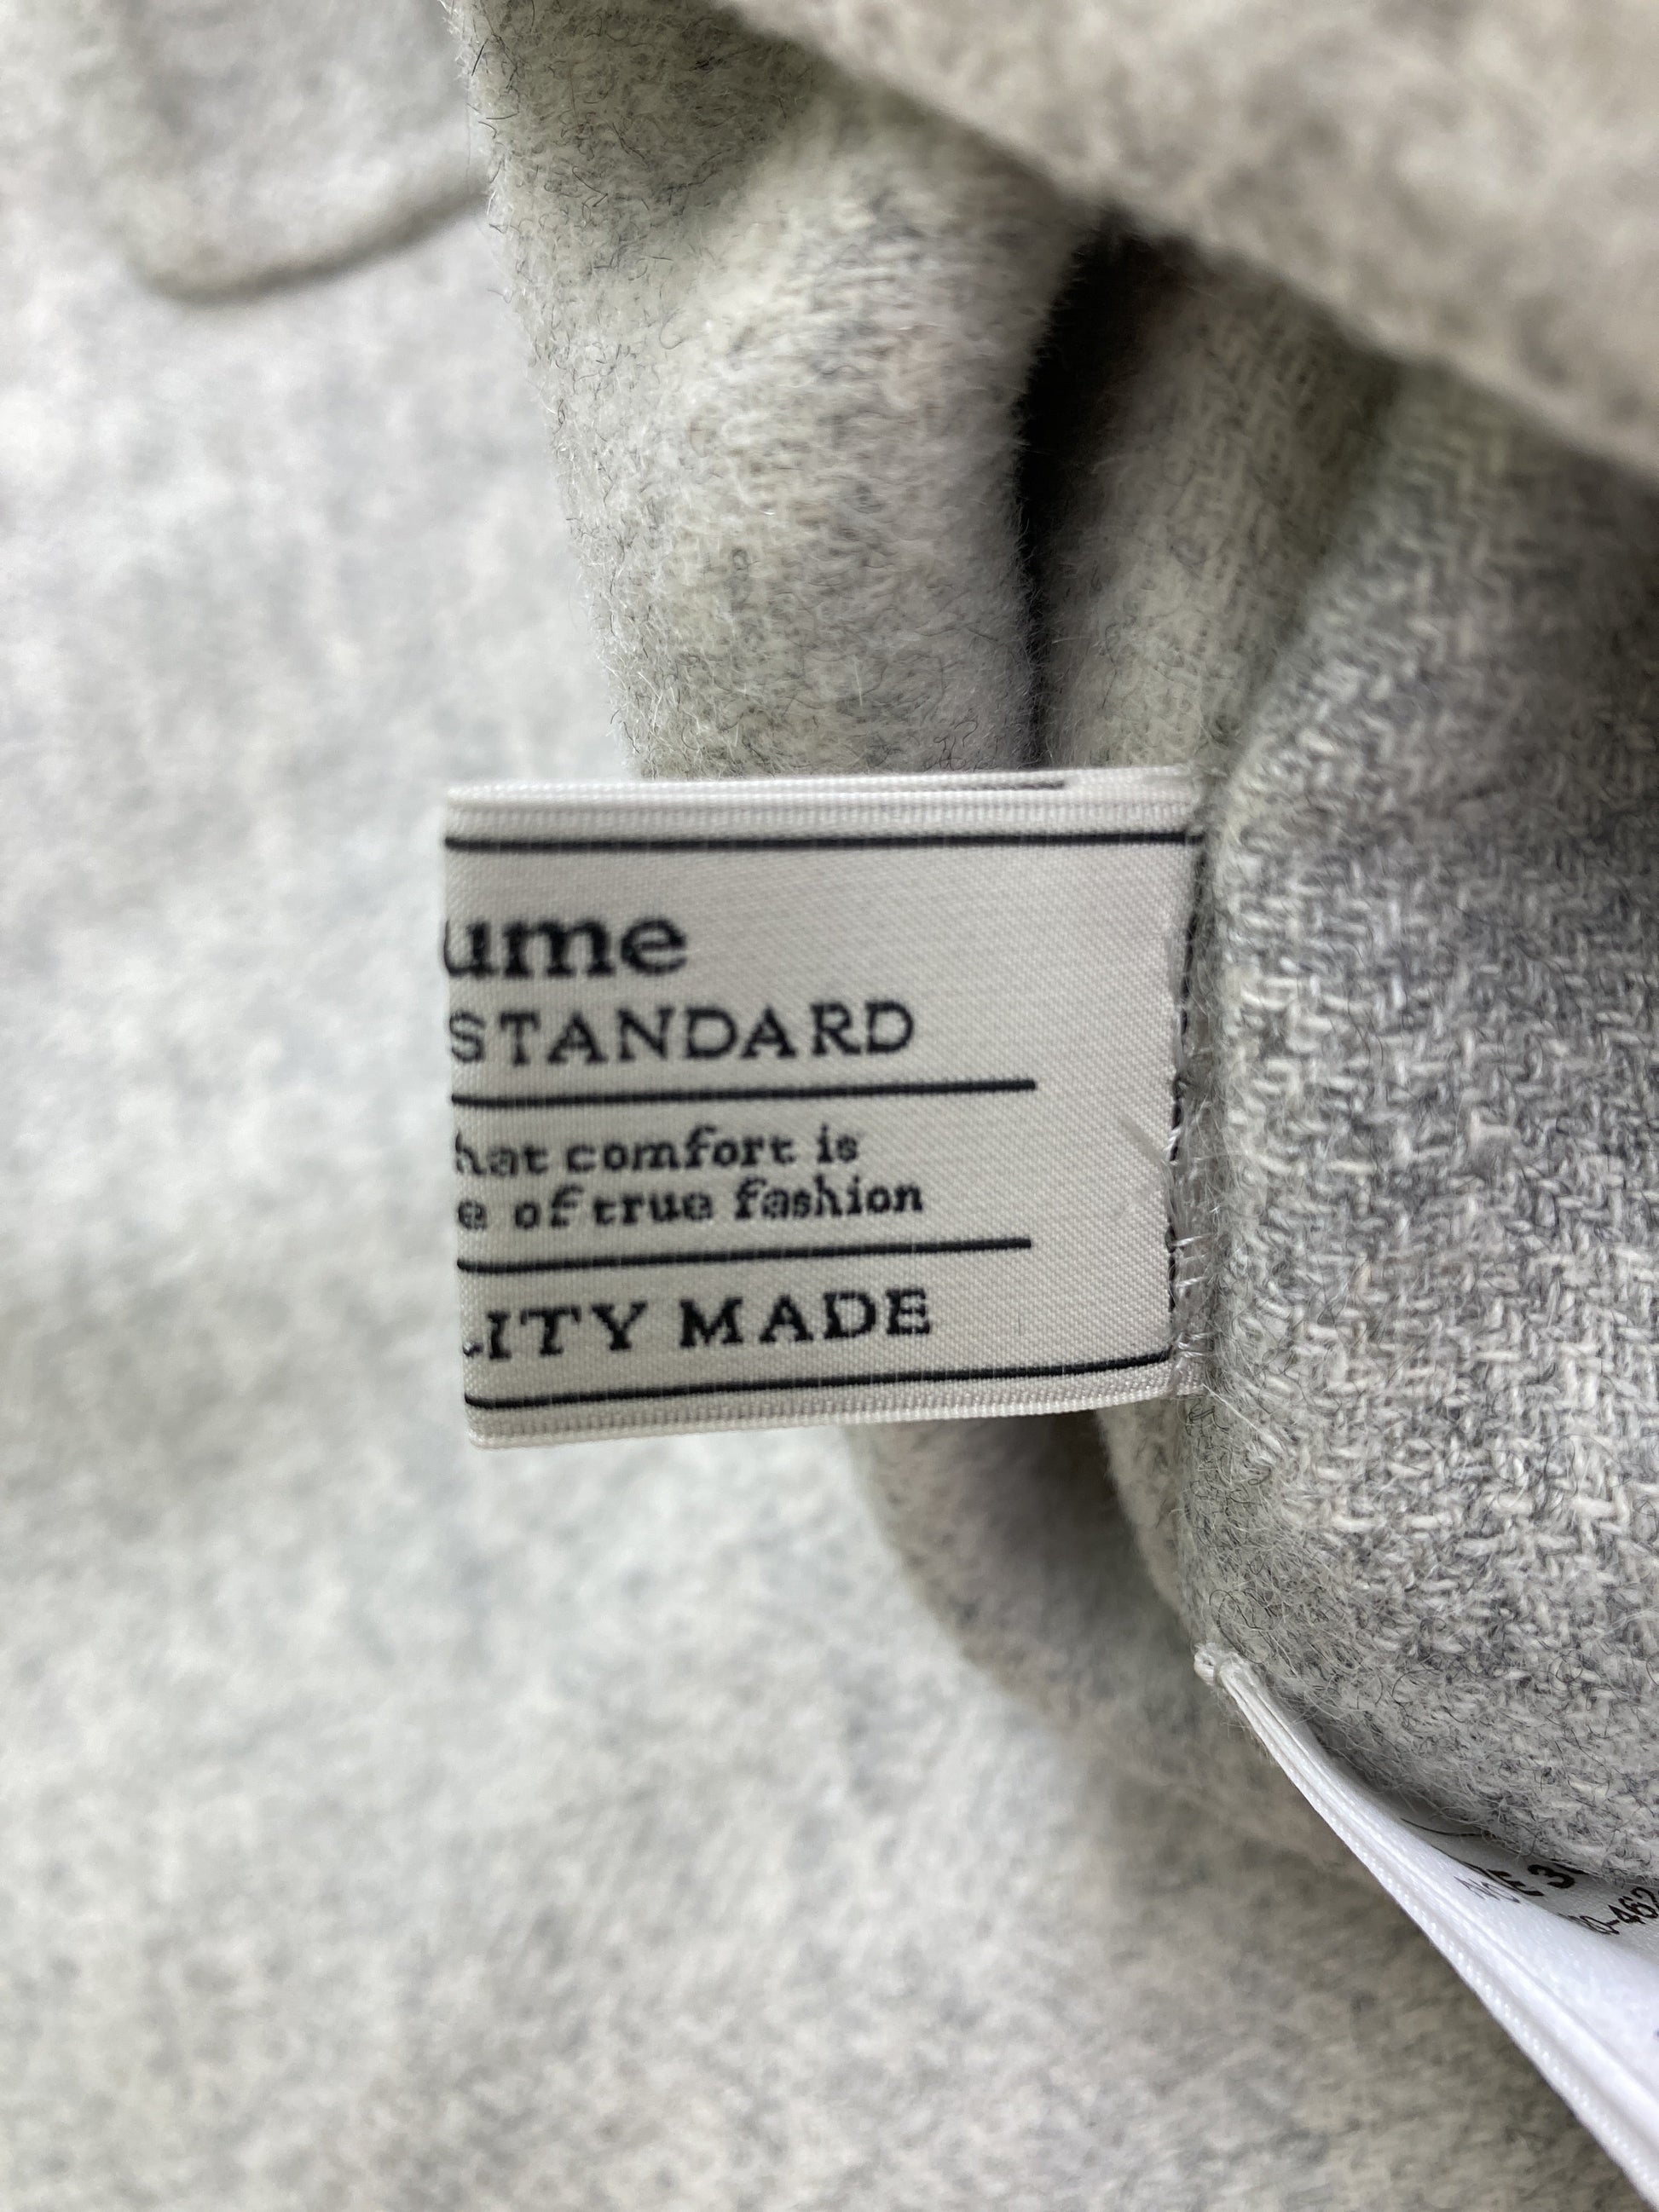 ume
STANDARD
hat comfort is
e of true fashion
LITY MADE